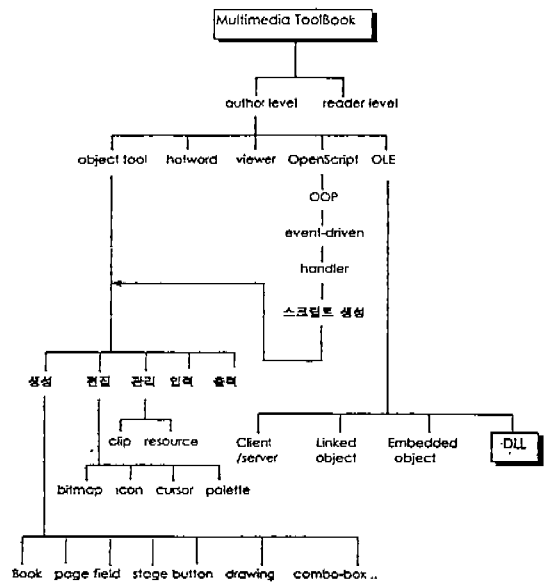 Multimedia ToolBook
author level reader level
object tool hotword viewer OpenScript OLE
OOP
event-driven
handler
스크립트 생성
생성 편집 관리 입력 출력
clip resource
Client /server Linked object Embedded object DLL
bitmap icon cursor palette
Book page field stage button drawing combo-box ..